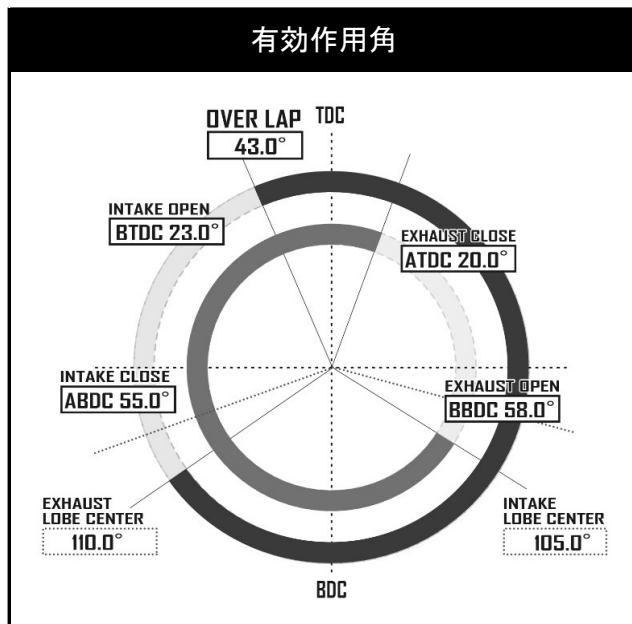 有効作用角
OVER LAP
43.0°
TDC
INTAKE OPEN
BTDC 23.0°
EXHAUST CLOSE
ATDC 20.0°
INTAKE CLOSE
ABDC 55.0°
EXHAUST OPEN
BBDC 58.0°
EXHAUST
LOBE CENTER
110.0°
INTAKE
LOBE CENTER
105.0°
BDC